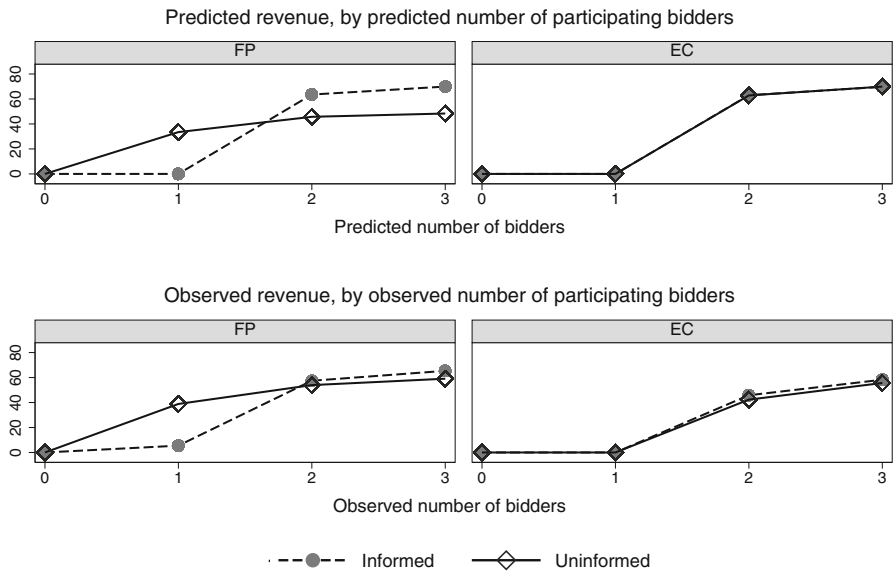 Predicted revenue, by predicted number of participating bidders
FP EC
80
60
40
20
0
0 1 2 3 0 1 2 3
Predicted number of bidders
Observed revenue, by observed number of participating bidders
FP EC
80
60
40
20
0
0 1 2 3 0 1 2 3
Observed number of bidders
Informed Uninformed